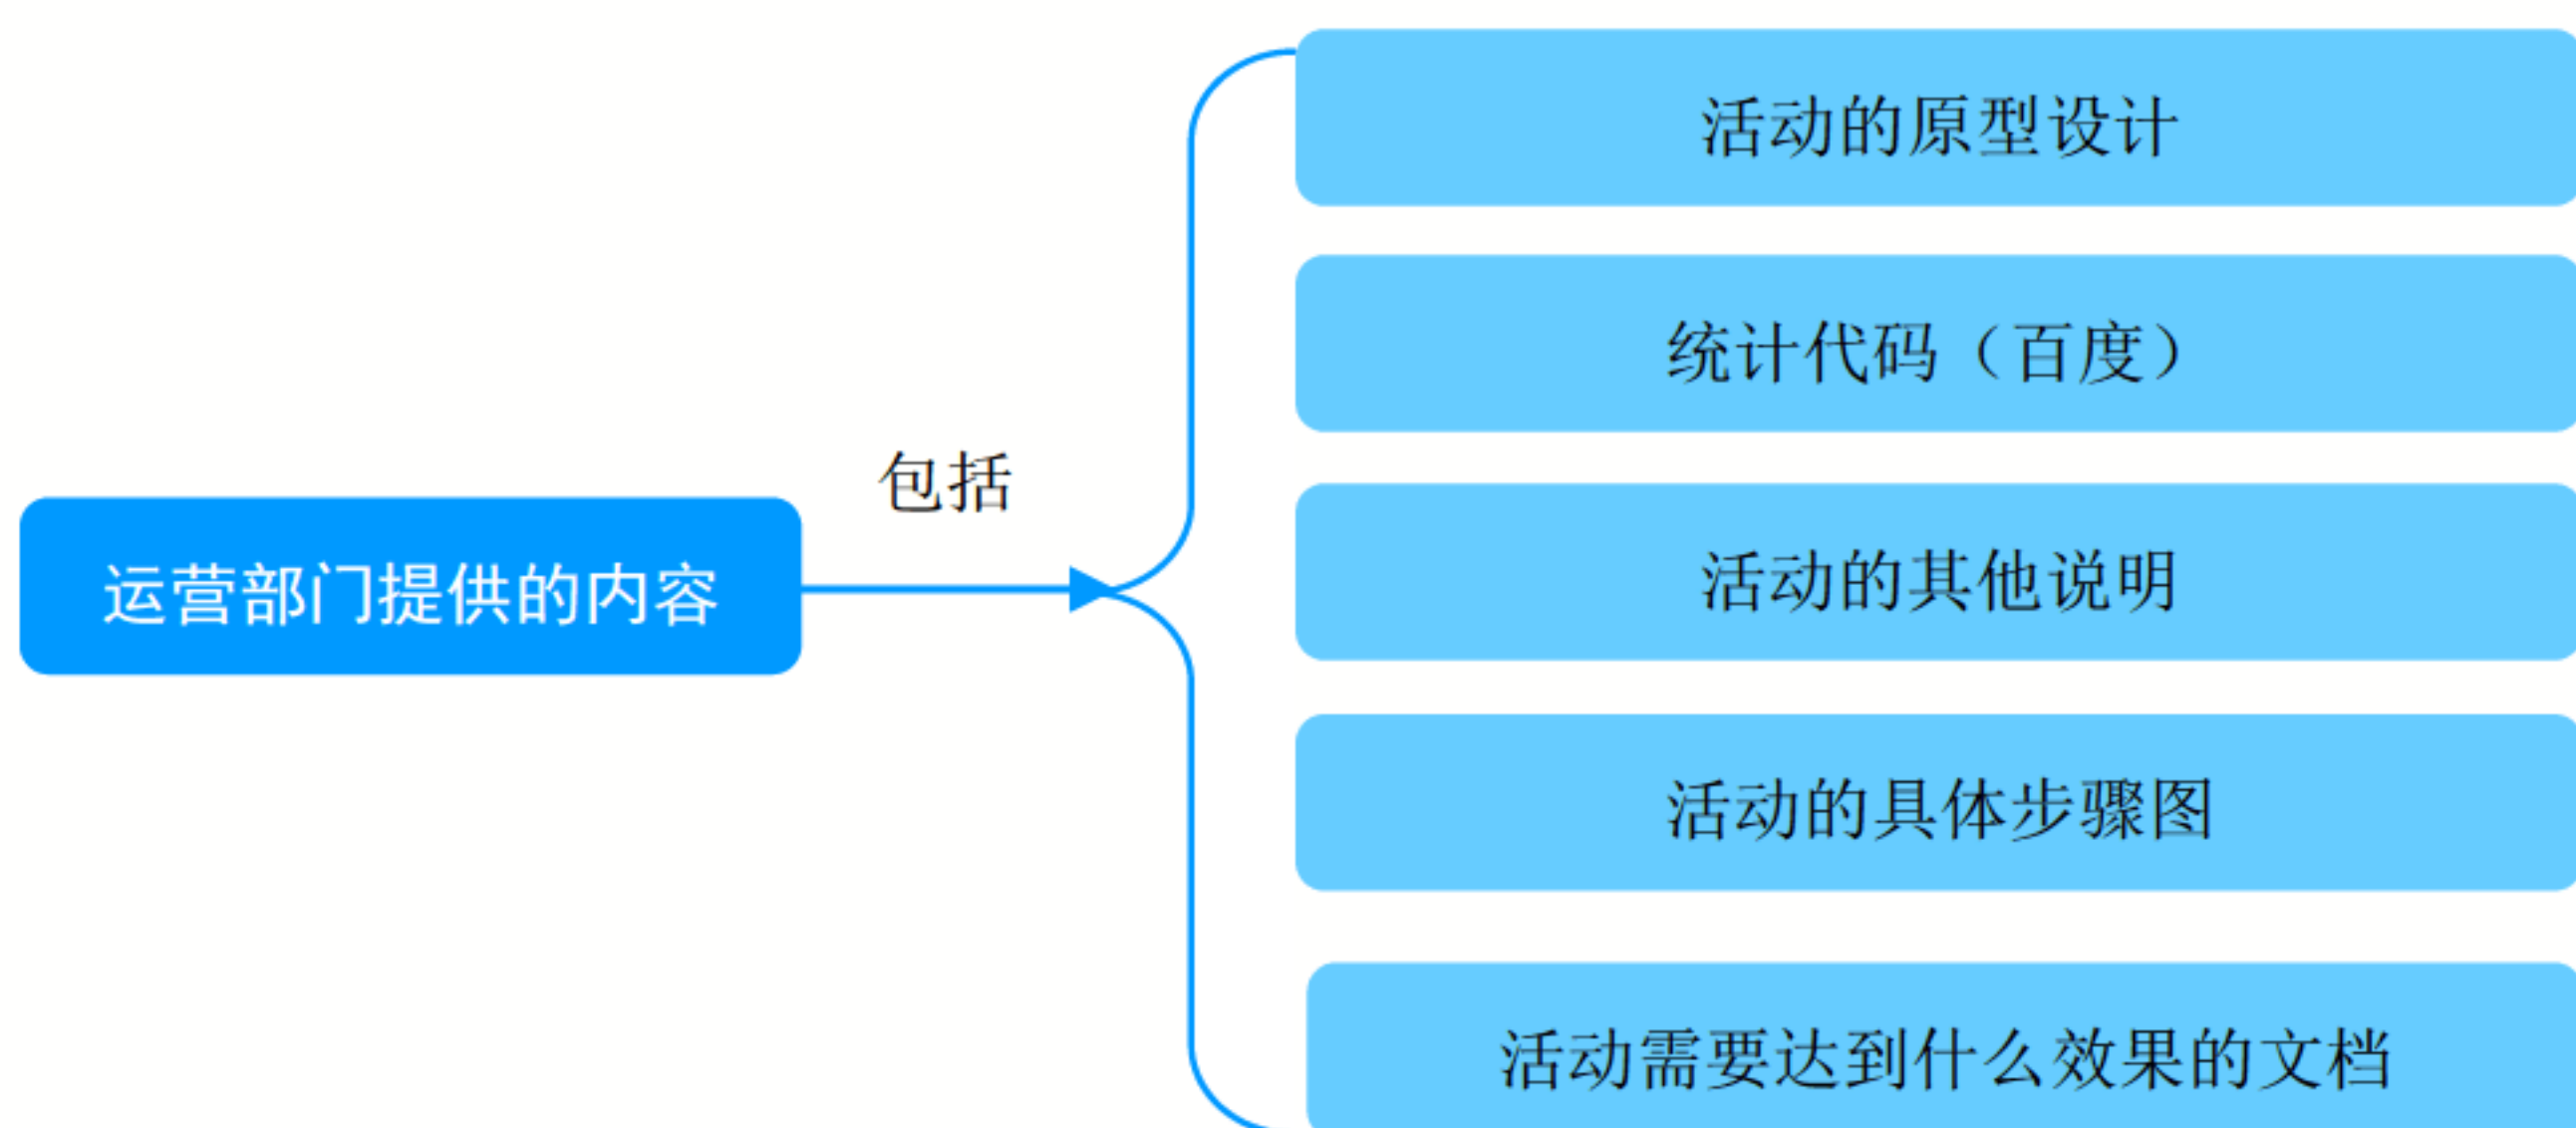 运营部门提供的内容
包括
活动的原型设计
统计代码（百度）
活动的其他说明
活动的具体步骤图
活动需要达到什么效果的文档